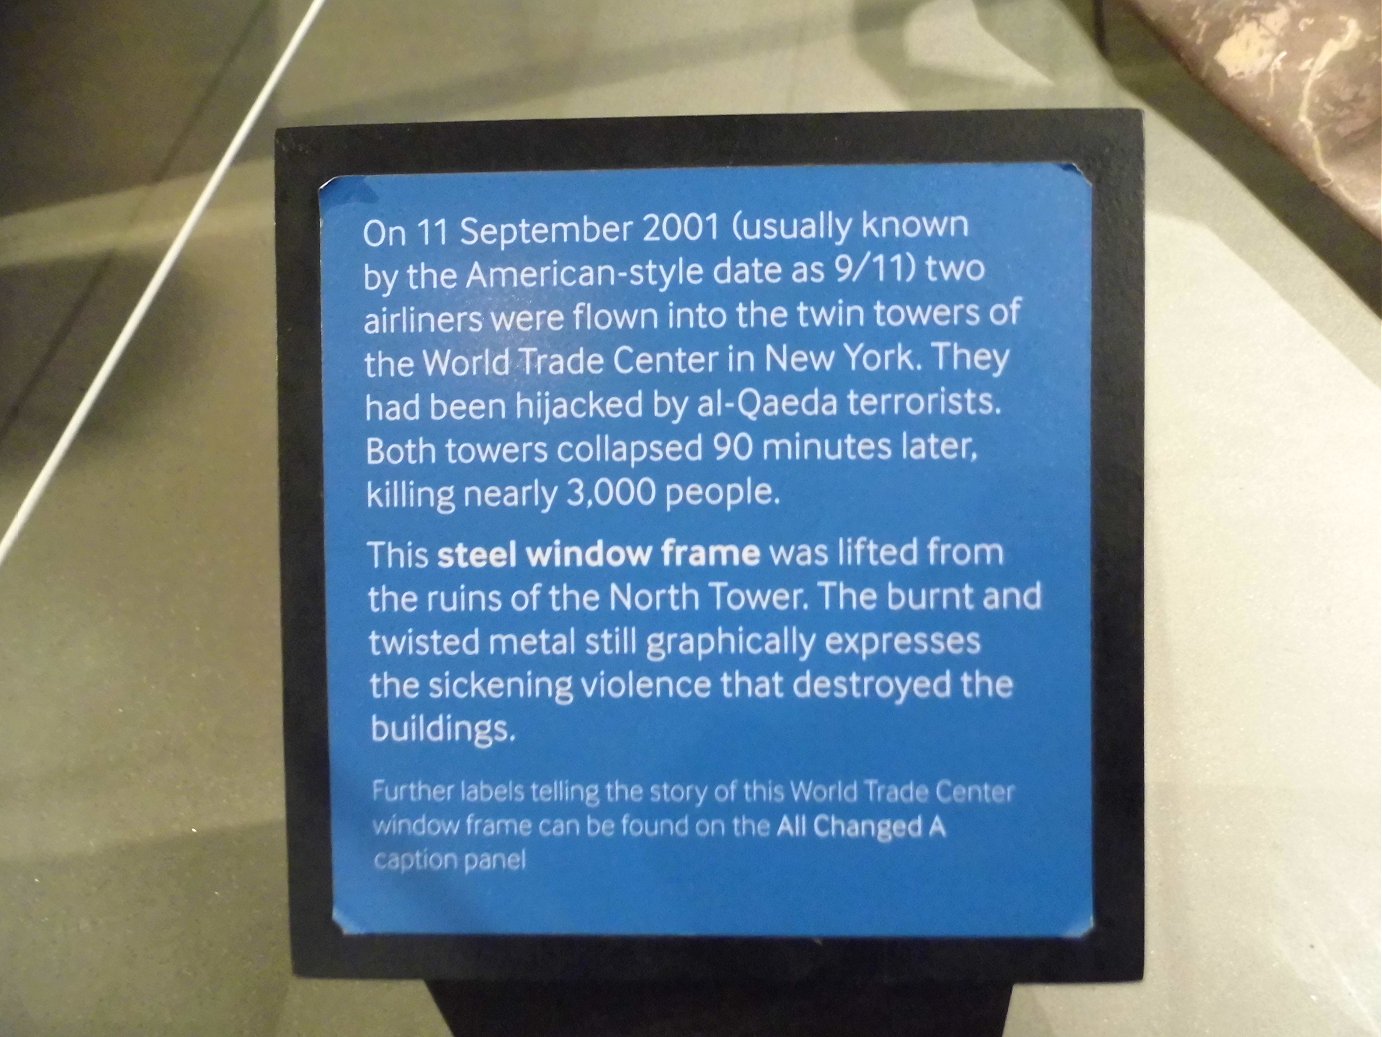 On 11 September 2001 (usually known
by the American-style date as 9/11) two
airliners were flown into the twin towers of
the World Trade Center in New York. They
had been hijacked by al-Qaeda terrorists.
Both towers collapsed 90 minutes later,
killing nearly 3,000 people.
This steel window frame was lifted from
the ruins of the North Tower. The burnt and
twisted metal still graphically expresses
the sickening violence that destroyed the
buildings.
Further labels telling the story of this World Trade Center
window frame can be found on the All Changed A
caption panel